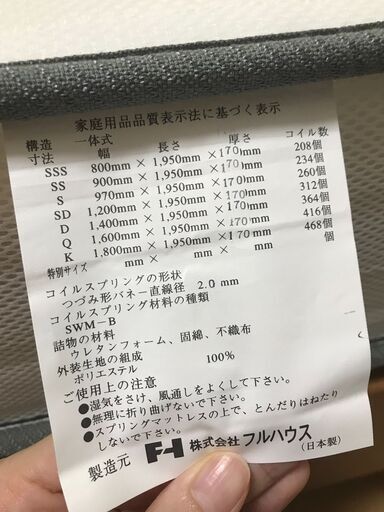 家庭用品品質表示法に基づく表示
構造 一体式
寸法 幅 長さ 厚さ コイル数
SSS 800mm × 1,950mm ×170mm 208個
SS 900mm × 1,950mm ×170mm 234個
S 970mm × 1,950mm ×170mm 260個
SD 1,200mm × 1,950mm ×170mm 312個
D 1,400mm × 1,950mm ×170mm 364個
Q 1,600mm × 1,950mm ×170mm 416個
K 1,800mm × 1,950mm ×170mm 468個
特別サイズ mm × mm × mm 個
コイルスプリングの形状
つづみ形バネー直線径 2.0mm
コイルスプリング材料の種類
SWM−B
詰物の材料
ウレタンフォーム、固綿、不織布
外装生地の組成
ポリエステル 100%
ご使用上の注意
●湿気をさけ、風通しをよくして下さい。
●無理に折り曲げないで下さい。
●スプリングマットレスの上で、とんだりはねたり
しないで下さい。
製造元 FH 株式会社フルハウス
(日本製)